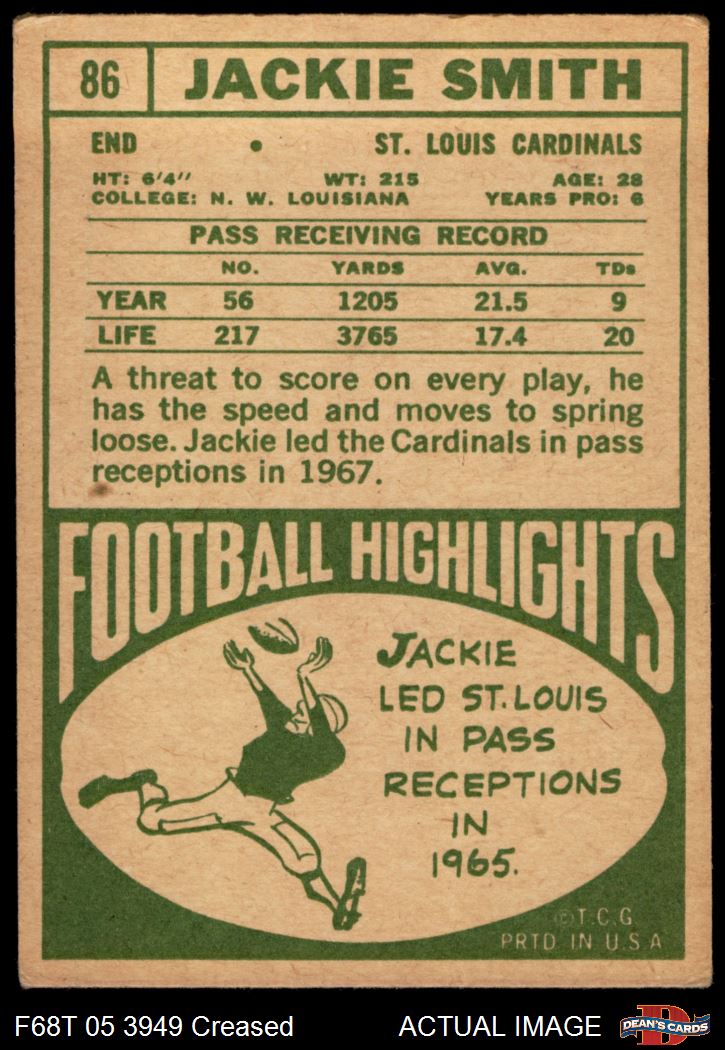 86 JACKIE SMITH
END • ST. LOUIS CARDINALS
HT: 6'4'' WT: 215 AGE: 28
COLLEGE: N. W. LOUISIANA YEARS PRO: 6
PASS RECEIVING RECORD
NO. YARDS AVG. TDs
YEAR 56 1205 21.5 9
LIFE 217 3765 17.4 20
A threat to score on every play, he
has the speed and moves to spring
loose. Jackie led the Cardinals in pass
receptions in 1967.
FOOTBALL HIGHLIGHTS
JACKIE
LED ST. LOUIS
IN PASS
RECEPTIONS
IN
1965.
© T.C.G.
PRTD. IN U.S.A
F68T 05 3949 Creased ACTUAL IMAGE D DEAN'S CARDS